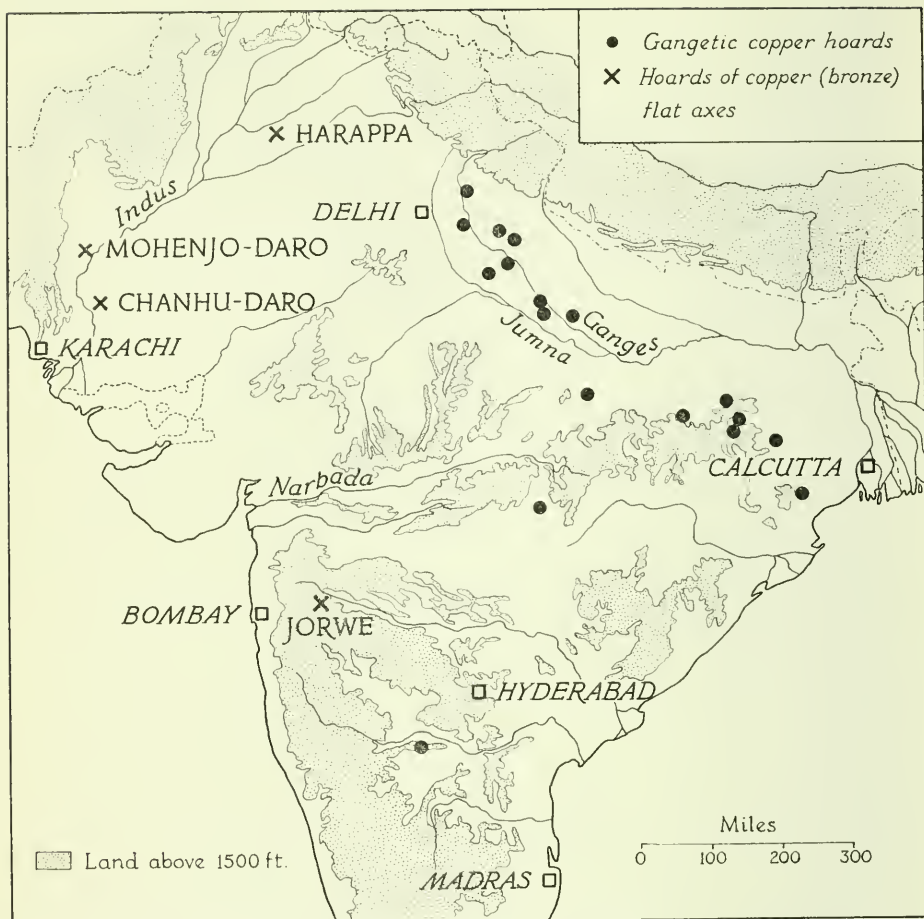 Gangetic copper hoards
Hoards of copper (bronze)
flat axes
HARAPPA
Indus
DELHI
MOHENJO-DARO
CHANHU-DARO
KARACHI
Jumna
Ganges
CALCUTTA
Narbada
BOMBAY
JORWE
HYDERABAD
Land above 1500 ft.
MADRAS
Miles
0 100 200 300